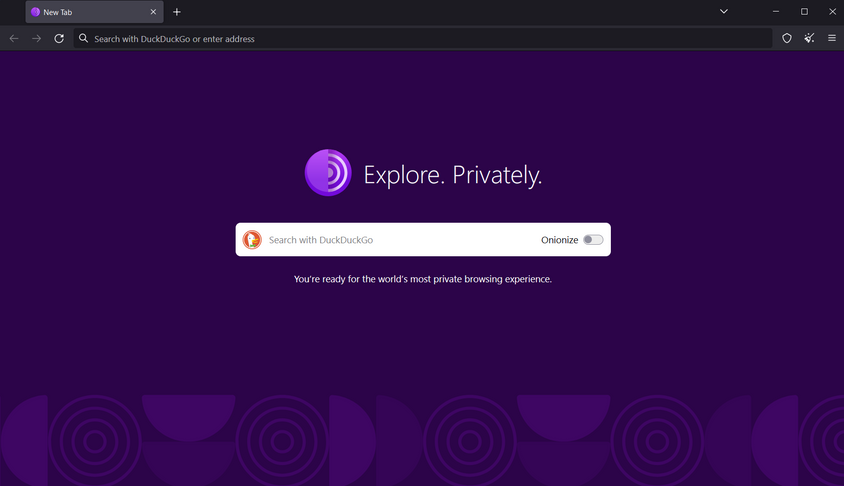 New Tab
Search with DuckDuckGo or enter address
Explore. Privately.
Search with DuckDuckGo
Onionize
You're ready for the world's most private browsing experience.